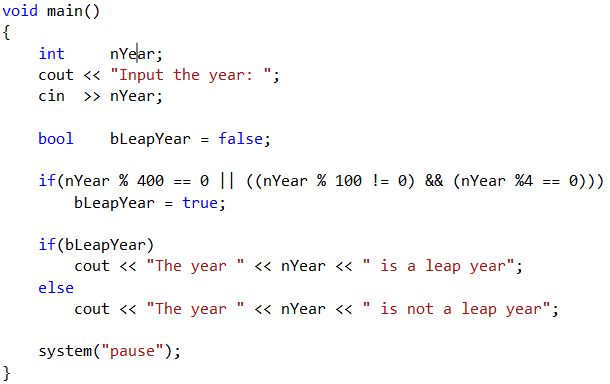 void main()
{
    int     nYear;
    cout << "Input the year: ";
    cin  >> nYear;

    bool    bLeapYear = false;

    if(nYear % 400 == 0 || ((nYear % 100 != 0) && (nYear %4 == 0)))
        bLeapYear = true;

    if(bLeapYear)
        cout << "The year " << nYear << " is a leap year";
    else
        cout << "The year " << nYear << " is not a leap year";

    system("pause");
}